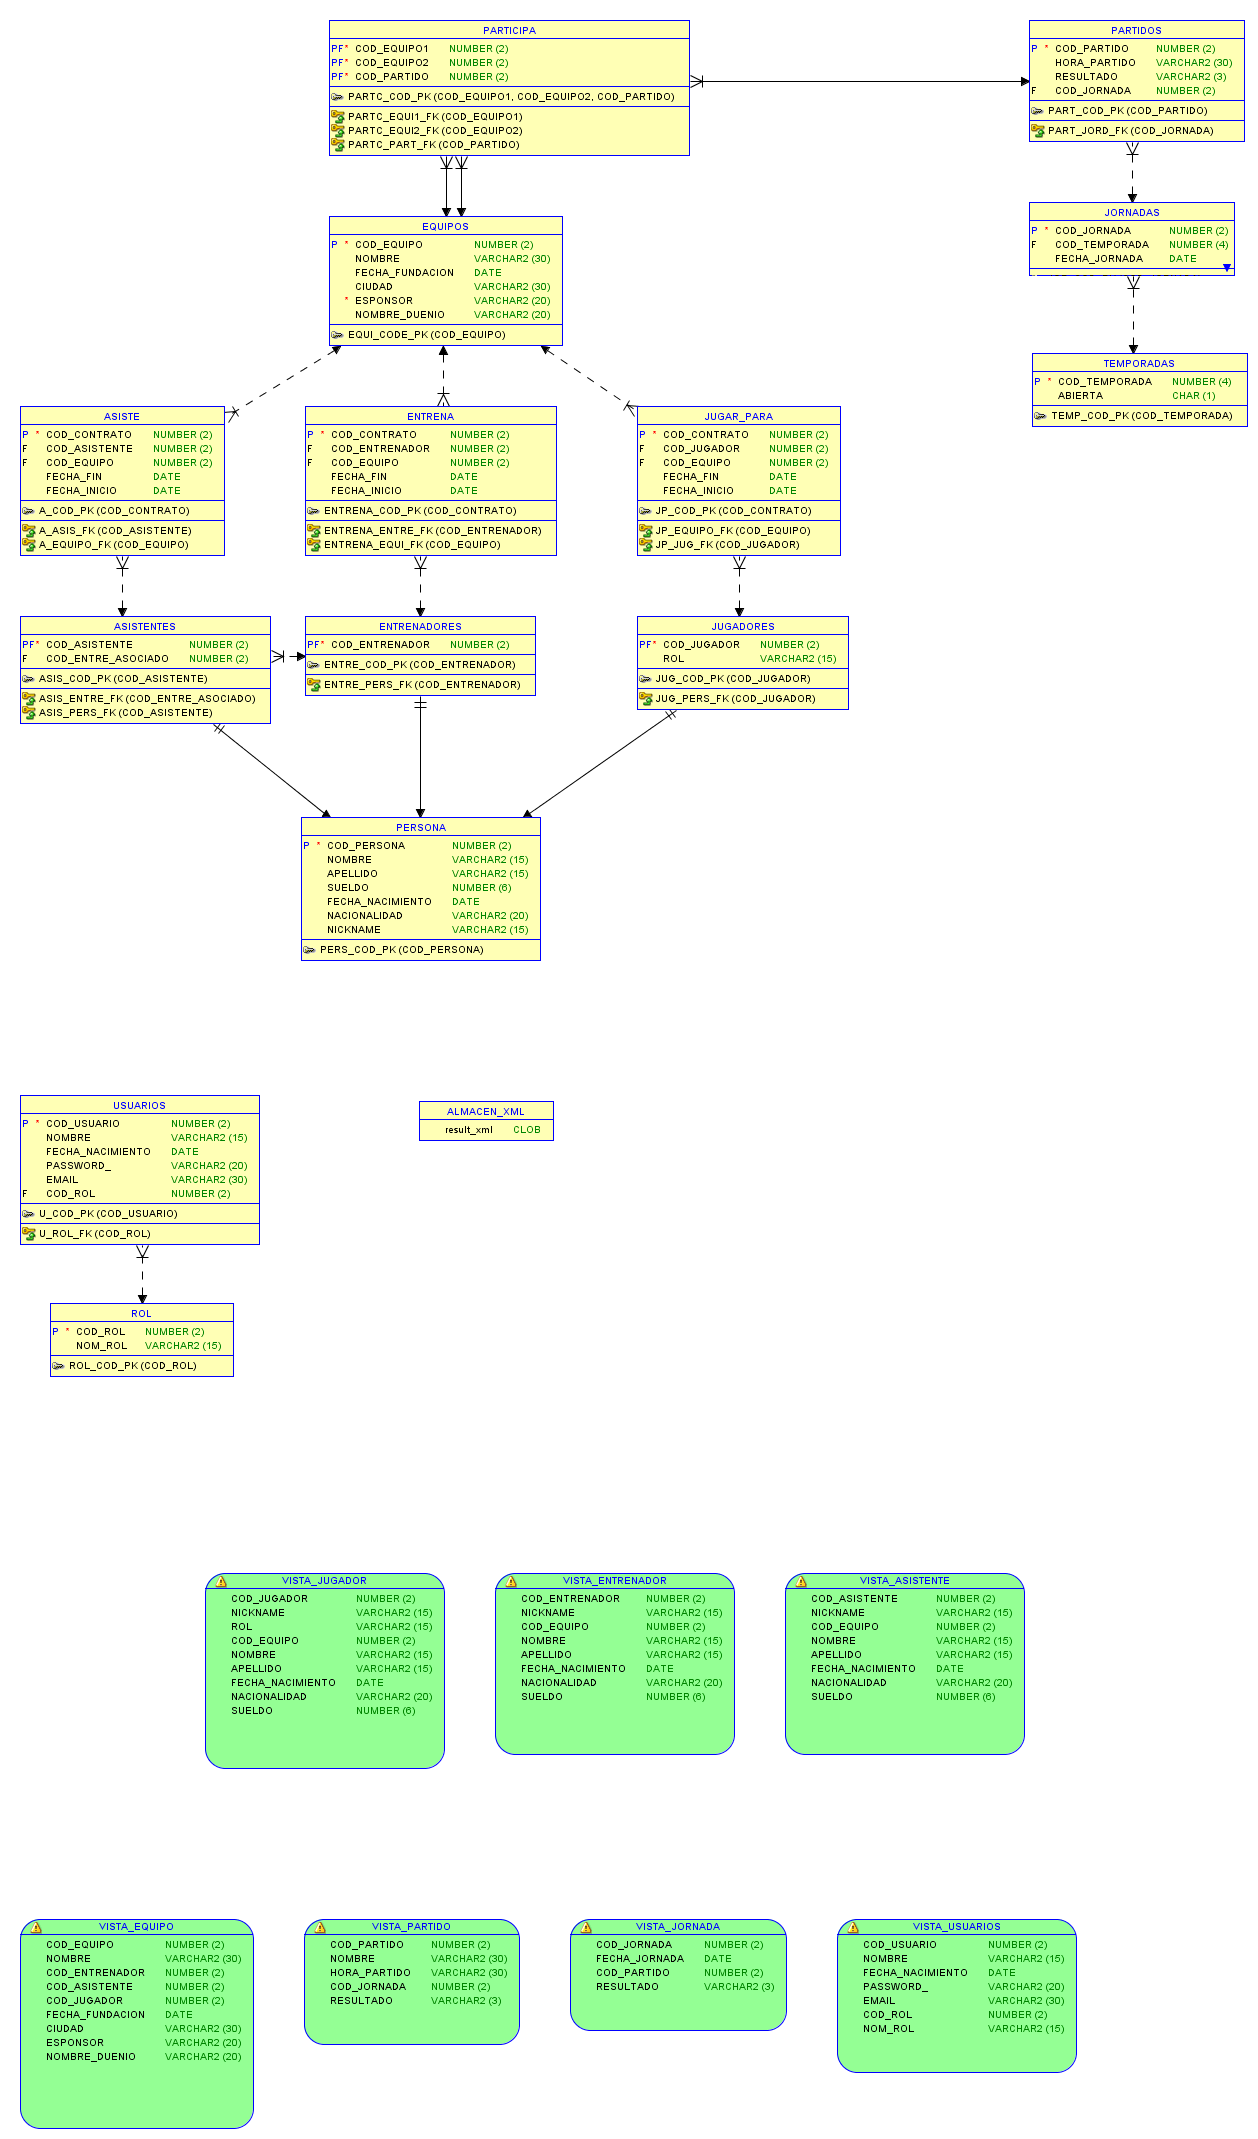 PARTICIPA
PF* COD_EQUIPO1 NUMBER (2)
PF* COD_EQUIPO2 NUMBER (2)
PF* COD_PARTIDO NUMBER (2)
PARTC_COD_PK (COD_EQUIPO1, COD_EQUIPO2, COD_PARTIDO)
PARTC_EQUI1_FK (COD_EQUIPO1)
PARTC_EQUI2_FK (COD_EQUIPO2)
PARTC_PART_FK (COD_PARTIDO)
PARTIDOS
P * COD_PARTIDO NUMBER (2)
HORA_PARTIDO VARCHAR2 (30)
RESULTADO VARCHAR2 (3)
F COD_JORNADA NUMBER (2)
PART_COD_PK (COD_PARTIDO)
PART_JORD_FK (COD_JORNADA)
EQUIPOS
P * COD_EQUIPO NUMBER (2)
NOMBRE VARCHAR2 (30)
FECHA_FUNDACION DATE
CIUDAD VARCHAR2 (30)
* ESPONSOR VARCHAR2 (20)
NOMBRE_DUENIO VARCHAR2 (20)
EQUI_CODE_PK (COD_EQUIPO)
JORNADAS
P * COD_JORNADA NUMBER (2)
F COD_TEMPORADA NUMBER (4)
FECHA_JORNADA DATE
TEMPORADAS
P * COD_TEMPORADA NUMBER (4)
ABIERTA CHAR (1)
TEMP_COD_PK (COD_TEMPORADA)
ASISTE
P * COD_CONTRATO NUMBER (2)
F COD_ASISTENTE NUMBER (2)
F COD_EQUIPO NUMBER (2)
FECHA_FIN DATE
FECHA_INICIO DATE
A_COD_PK (COD_CONTRATO)
A_ASIS_FK (COD_ASISTENTE)
A_EQUIPO_FK (COD_EQUIPO)
ENTRENA
P * COD_CONTRATO NUMBER (2)
F COD_ENTRENADOR NUMBER (2)
F COD_EQUIPO NUMBER (2)
FECHA_FIN DATE
FECHA_INICIO DATE
ENTRENA_COD_PK (COD_CONTRATO)
ENTRENA_ENTRE_FK (COD_ENTRENADOR)
ENTRENA_EQUI_FK (COD_EQUIPO)
JUGAR_PARA
P * COD_CONTRATO NUMBER (2)
F COD_JUGADOR NUMBER (2)
F COD_EQUIPO NUMBER (2)
FECHA_FIN DATE
FECHA_INICIO DATE
JP_COD_PK (COD_CONTRATO)
JP_EQUIPO_FK (COD_EQUIPO)
JP_JUG_FK (COD_JUGADOR)
ASISTENTES
PF* COD_ASISTENTE NUMBER (2)
F COD_ENTRE_ASOCIADO NUMBER (2)
ASIS_COD_PK (COD_ASISTENTE)
ASIS_ENTRE_FK (COD_ENTRE_ASOCIADO)
ASIS_PERS_FK (COD_ASISTENTE)
ENTRENADORES
PF* COD_ENTRENADOR NUMBER (2)
ENTRE_COD_PK (COD_ENTRENADOR)
ENTRE_PERS_FK (COD_ENTRENADOR)
JUGADORES
PF* COD_JUGADOR NUMBER (2)
ROL VARCHAR2 (15)
JUG_COD_PK (COD_JUGADOR)
JUG_PERS_FK (COD_JUGADOR)
PERSONA
P * COD_PERSONA NUMBER (2)
NOMBRE VARCHAR2 (15)
APELLIDO VARCHAR2 (15)
SUELDO NUMBER (6)
FECHA_NACIMIENTO DATE
NACIONALIDAD VARCHAR2 (20)
NICKNAME VARCHAR2 (15)
PERS_COD_PK (COD_PERSONA)
USUARIOS
P * COD_USUARIO NUMBER (2)
NOMBRE VARCHAR2 (15)
FECHA_NACIMIENTO DATE
PASSWORD_ VARCHAR2 (20)
EMAIL VARCHAR2 (30)
F COD_ROL NUMBER (2)
U_COD_PK (COD_USUARIO)
U_ROL_FK (COD_ROL)
ALMACEN_XML
result_xml CLOB
ROL
P * COD_ROL NUMBER (2)
NOM_ROL VARCHAR2 (15)
ROL_COD_PK (COD_ROL)
VISTA_JUGADOR
COD_JUGADOR NUMBER (2)
NICKNAME VARCHAR2 (15)
ROL VARCHAR2 (15)
COD_EQUIPO NUMBER (2)
NOMBRE VARCHAR2 (15)
APELLIDO VARCHAR2 (15)
FECHA_NACIMIENTO DATE
NACIONALIDAD VARCHAR2 (20)
SUELDO NUMBER (6)
VISTA_ENTRENADOR
COD_ENTRENADOR NUMBER (2)
NICKNAME VARCHAR2 (15)
COD_EQUIPO NUMBER (2)
NOMBRE VARCHAR2 (15)
APELLIDO VARCHAR2 (15)
FECHA_NACIMIENTO DATE
NACIONALIDAD VARCHAR2 (20)
SUELDO NUMBER (6)
VISTA_ASISTENTE
COD_ASISTENTE NUMBER (2)
NICKNAME VARCHAR2 (15)
COD_EQUIPO NUMBER (2)
NOMBRE VARCHAR2 (15)
APELLIDO VARCHAR2 (15)
FECHA_NACIMIENTO DATE
NACIONALIDAD VARCHAR2 (20)
SUELDO NUMBER (6)
VISTA_EQUIPO
COD_EQUIPO NUMBER (2)
NOMBRE VARCHAR2 (30)
COD_ENTRENADOR NUMBER (2)
COD_ASISTENTE NUMBER (2)
COD_JUGADOR NUMBER (2)
FECHA_FUNDACION DATE
CIUDAD VARCHAR2 (30)
ESPONSOR VARCHAR2 (20)
NOMBRE_DUENIO VARCHAR2 (20)
VISTA_PARTIDO
COD_PARTIDO NUMBER (2)
NOMBRE VARCHAR2 (30)
HORA_PARTIDO VARCHAR2 (30)
COD_JORNADA NUMBER (2)
RESULTADO VARCHAR2 (3)
VISTA_JORNADA
COD_JORNADA NUMBER (2)
FECHA_JORNADA DATE
COD_PARTIDO NUMBER (2)
RESULTADO VARCHAR2 (3)
VISTA_USUARIOS
COD_USUARIO NUMBER (2)
NOMBRE VARCHAR2 (15)
FECHA_NACIMIENTO DATE
PASSWORD_ VARCHAR2 (20)
EMAIL VARCHAR2 (30)
COD_ROL NUMBER (2)
NOM_ROL VARCHAR2 (15)